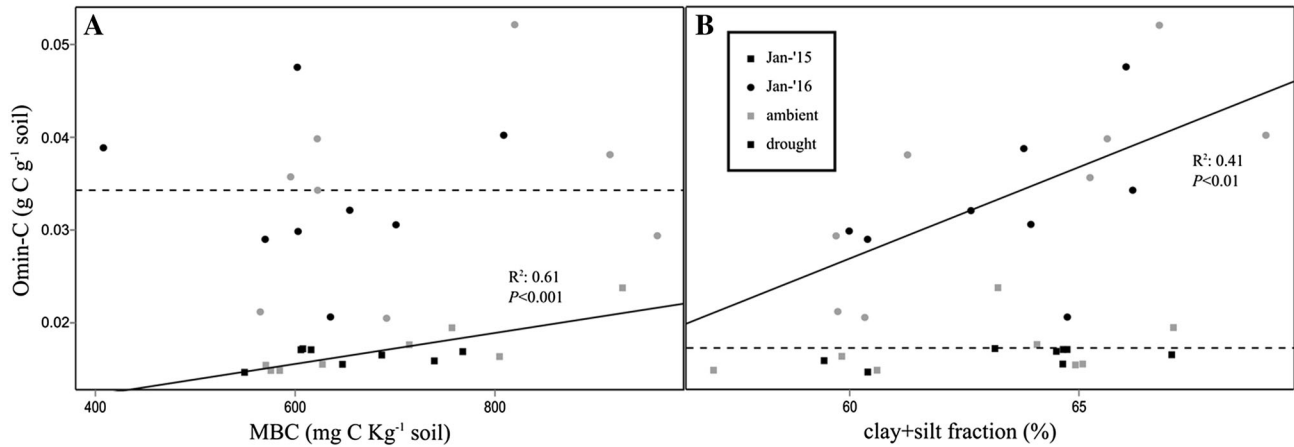 A
B
0.05
0.04
0.03
0.02
Omin-C (g C g⁻¹ soil)
R²: 0.61
P<0.001
400
600
800
MBC (mg C Kg⁻¹ soil)
Jan-'15
Jan-'16
ambient
drought
R²: 0.41
P<0.01
60
65
clay+silt fraction (%)